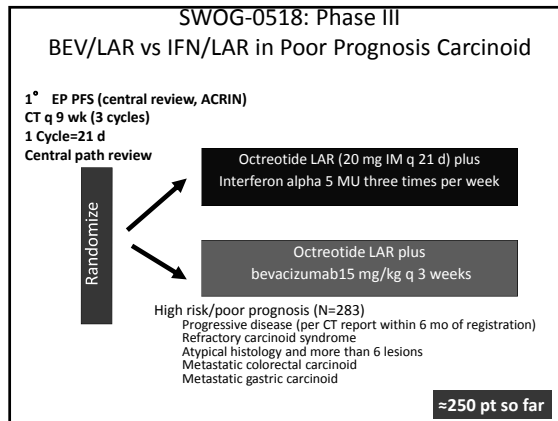 SWOG-0518: Phase III
BEV/LAR vs IFN/LAR in Poor Prognosis Carcinoid
1° EP PFS (central review, ACRIN)
CT q 9 wk (3 cycles)
1 Cycle=21 d
Central path review
Randomize
Octreotide LAR (20 mg IM q 21 d) plus
Interferon alpha 5 MU three times per week
Octreotide LAR plus
bevacizumab15 mg/kg q 3 weeks
High risk/poor prognosis (N=283)
Progressive disease (per CT report within 6 mo of registration)
Refractory carcinoid syndrome
Atypical histology and more than 6 lesions
Metastatic colorectal carcinoid
Metastatic gastric carcinoid
≈250 pt so far